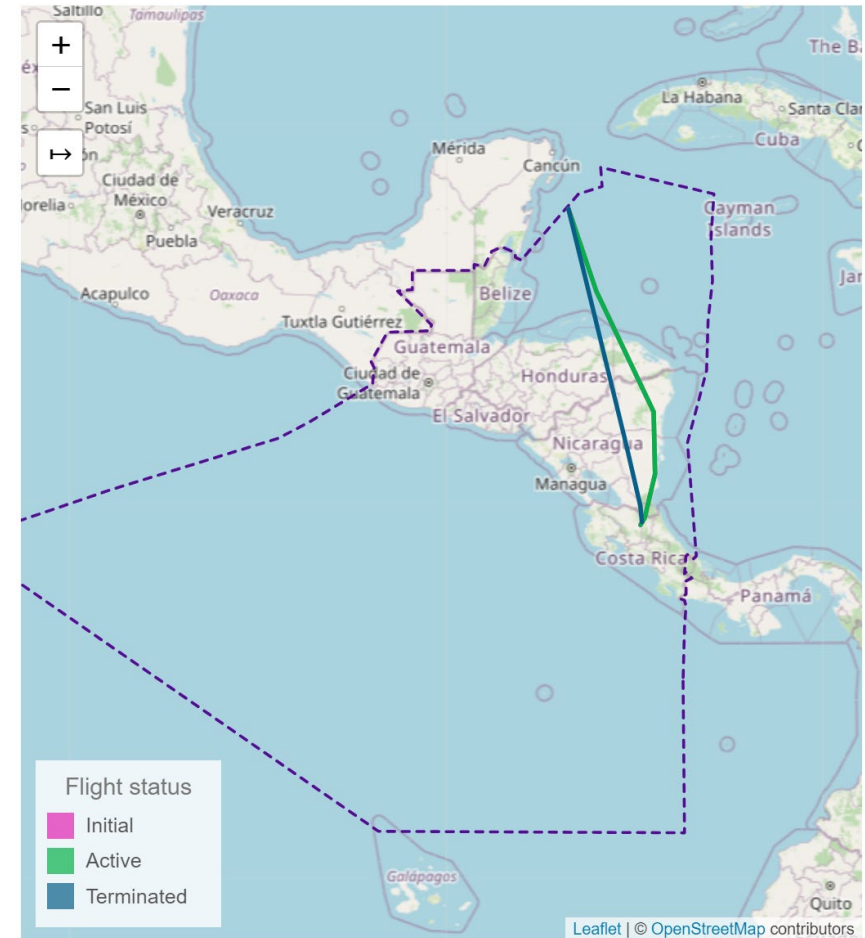 Saltillo
Tamaulipas
+
−
↦
San Luis
Potosí
Ciudad de
México
Puebla
Veracruz
Acapulco
Oaxaca
Tuxtla Gutiérrez
Mérida
Cancún
La Habana
Santa Clar
Cuba
The Ba
Cayman
Islands
Jar
Belize
Guatemala
Ciudad de
Guatemala
Honduras
El Salvador
Nicaragua
Managua
Costa Rica
Panamá
Galápagos
Quito
Flight status
Initial
Active
Terminated
Leaflet | © OpenStreetMap contributors